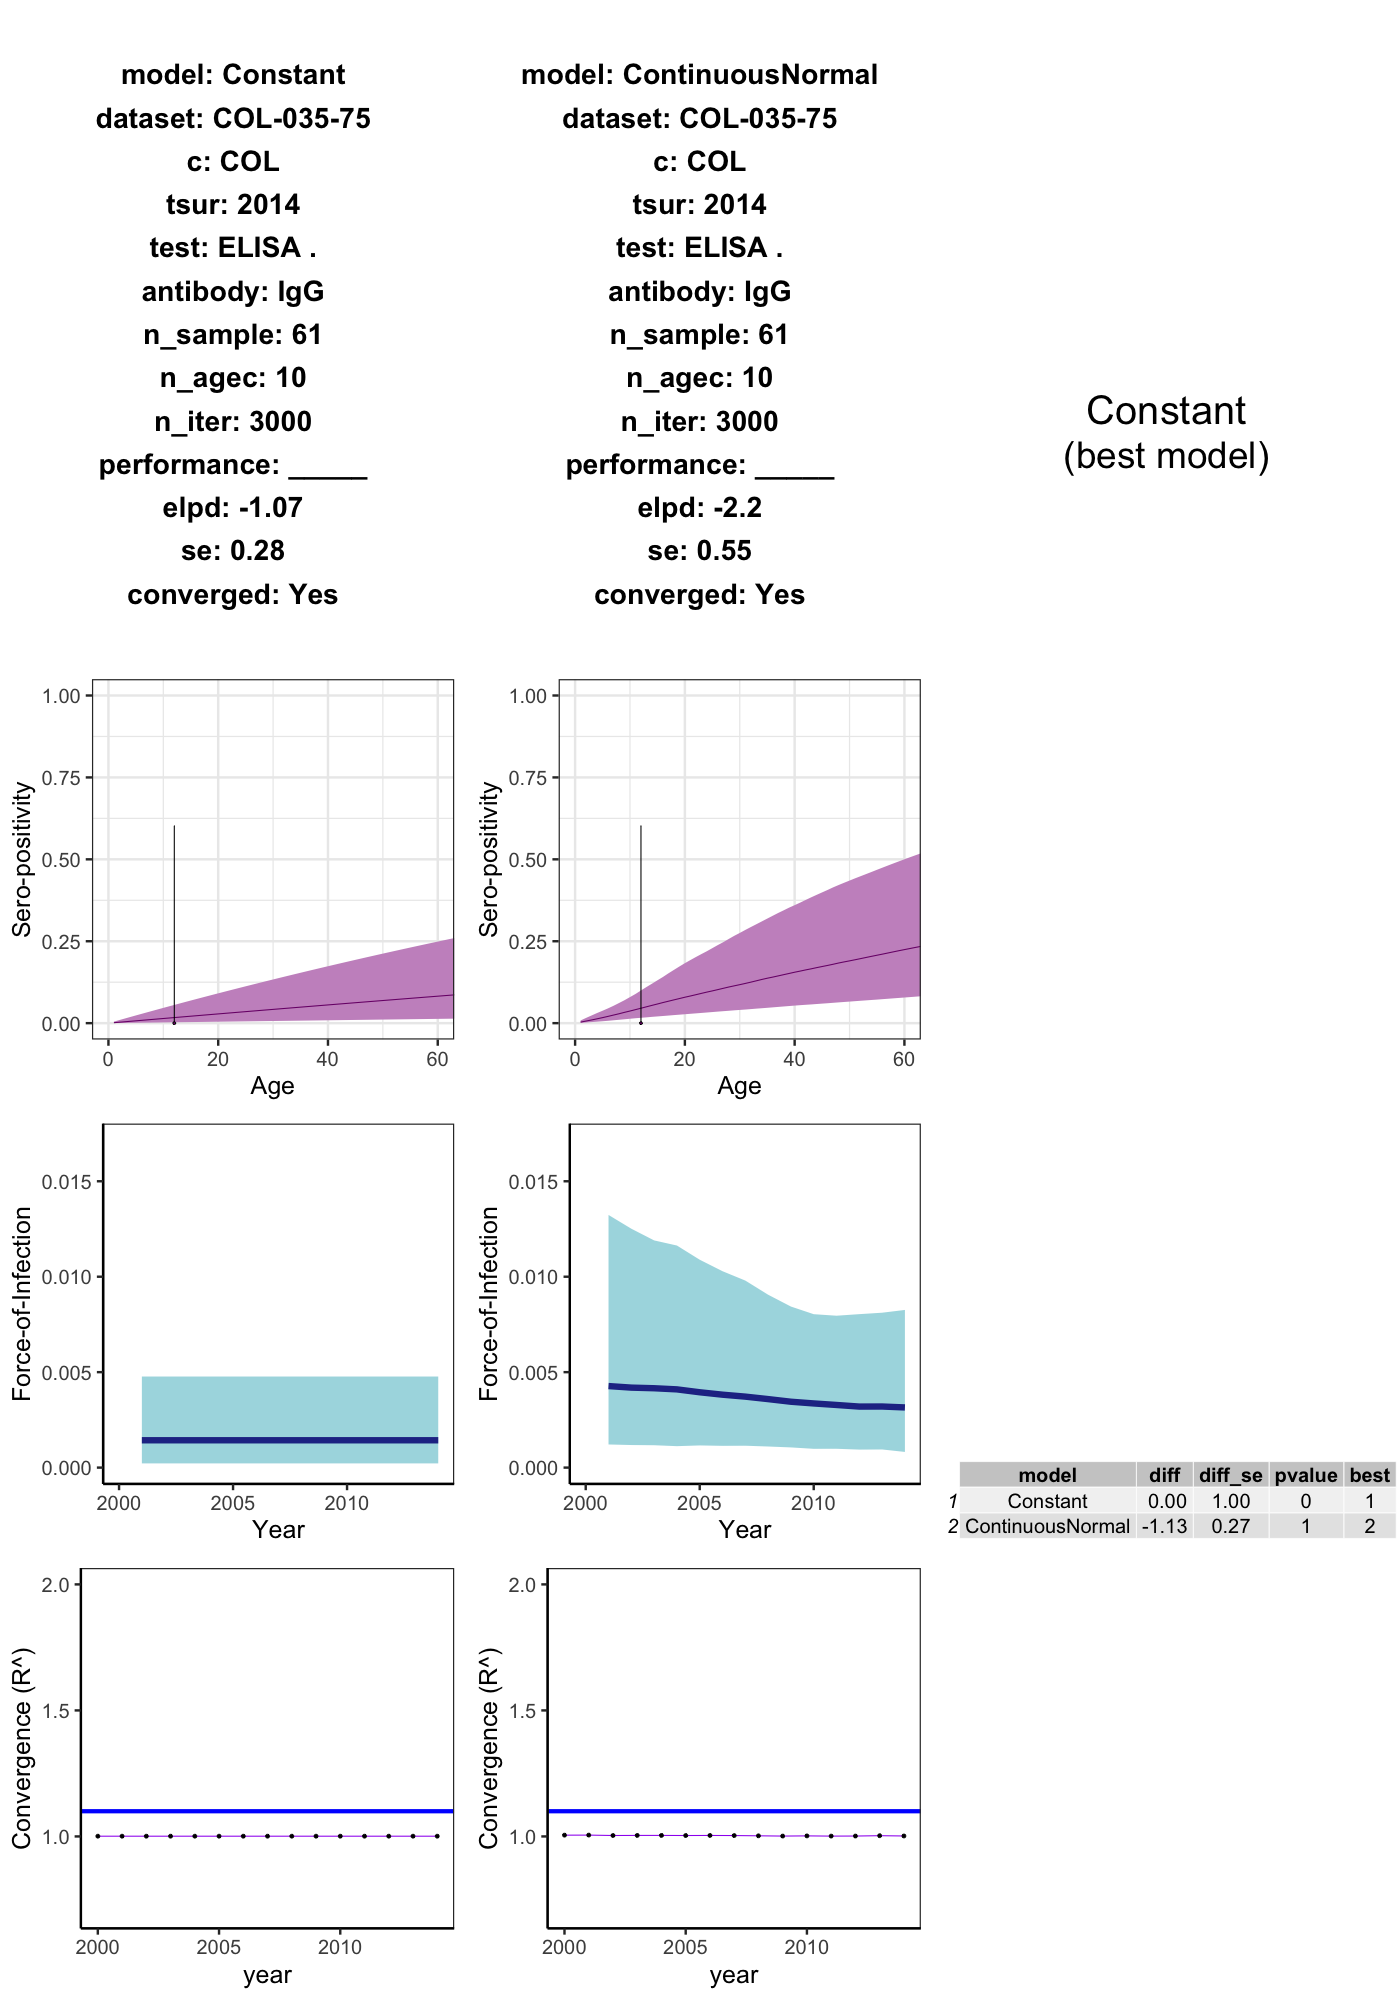 model: Constant
dataset: COL-035-75
c: COL
tsur: 2014
test: ELISA .
antibody: IgG
n_sample: 61
n_agec: 10
n_iter: 3000
performance: _____
elpd: -1.07
se: 0.28
converged: Yes
model: ContinuousNormal
dataset: COL-035-75
c: COL
tsur: 2014
test: ELISA .
antibody: IgG
n_sample: 61
n_agec: 10
n_iter: 3000
performance: _____
elpd: -2.2
se: 0.55
converged: Yes
Constant
(best model)
Sero-positivity
1.00
0.75
0.50
0.25
0.00
0 20 40 60
Age
Sero-positivity
1.00
0.75
0.50
0.25
0.00
0 20 40 60
Age
Force-of-Infection
0.015
0.010
0.005
0.000
2000 2005 2010
Year
Force-of-Infection
0.015
0.010
0.005
0.000
2000 2005 2010
Year
model diff diff_se pvalue best
1 Constant 0.00 1.00 0 1
2 ContinuousNormal -1.13 0.27 1 2
Convergence (R^)
2.0
1.5
1.0
2000 2005 2010
year
Convergence (R^)
2.0
1.5
1.0
2000 2005 2010
year